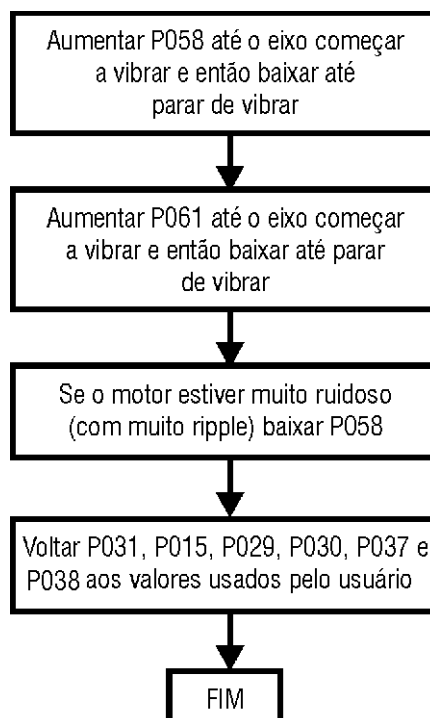 Aumentar P058 até o eixo começar
a vibrar e então baixar até
parar de vibrar
Aumentar P061 até o eixo começar
a vibrar e então baixar até parar
de vibrar
Se o motor estiver muito ruidoso
(com muito ripple) baixar P058
Voltar P031, P015, P029, P030, P037 e
P038 aos valores usados pelo usuário
FIM